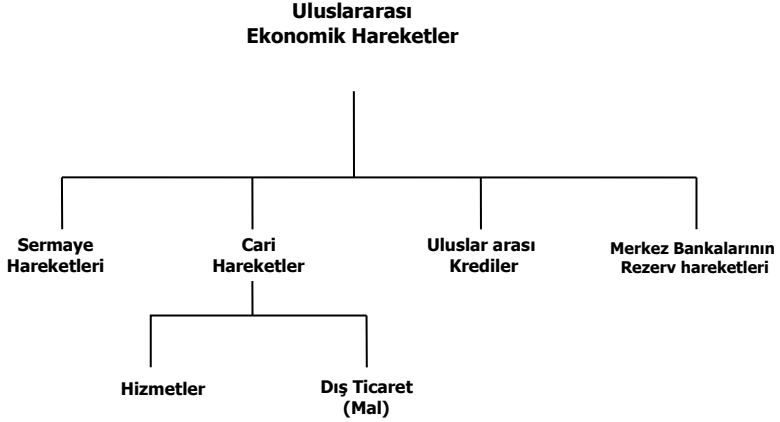 Uluslararası
Ekonomik Hareketler
Sermaye
Hareketleri
Cari
Hareketler
Uluslar arası
Krediler
Merkez Bankalarının
Rezerv hareketleri
Hizmetler
Dış Ticaret
(Mal)